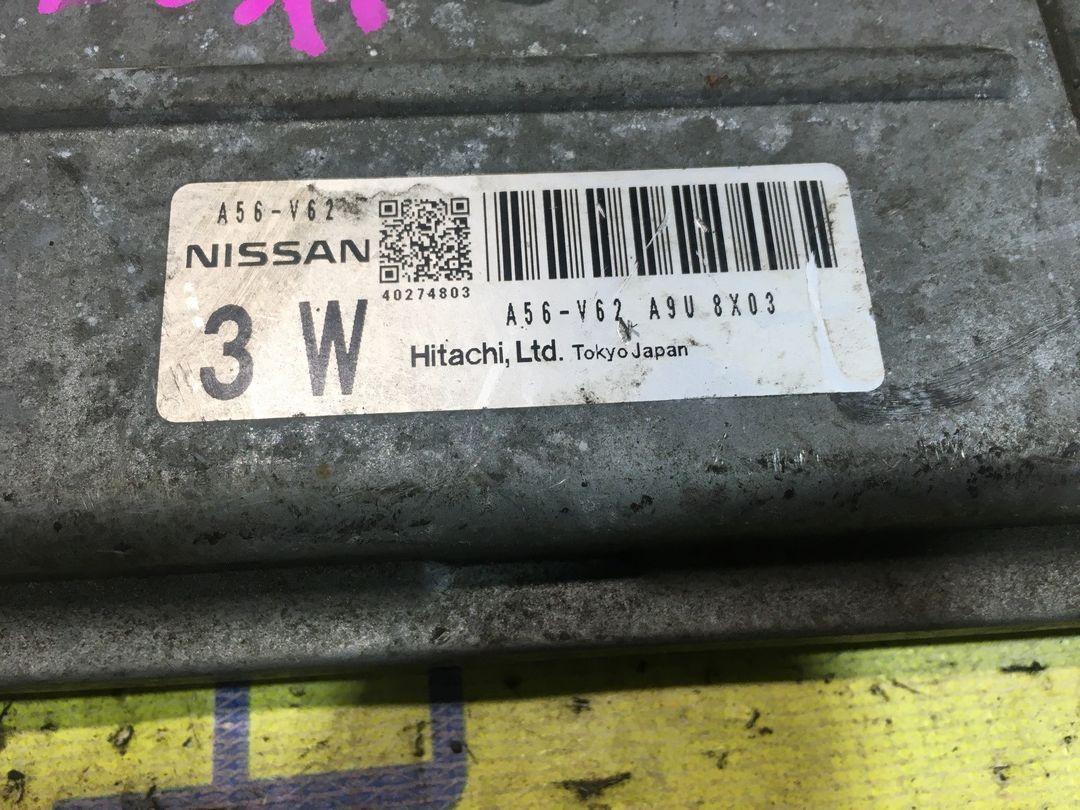 A56-V62
NISSAN
40274803
3 W
A56-V62 A9U 8X03
Hitachi, Ltd. Tokyo Japan